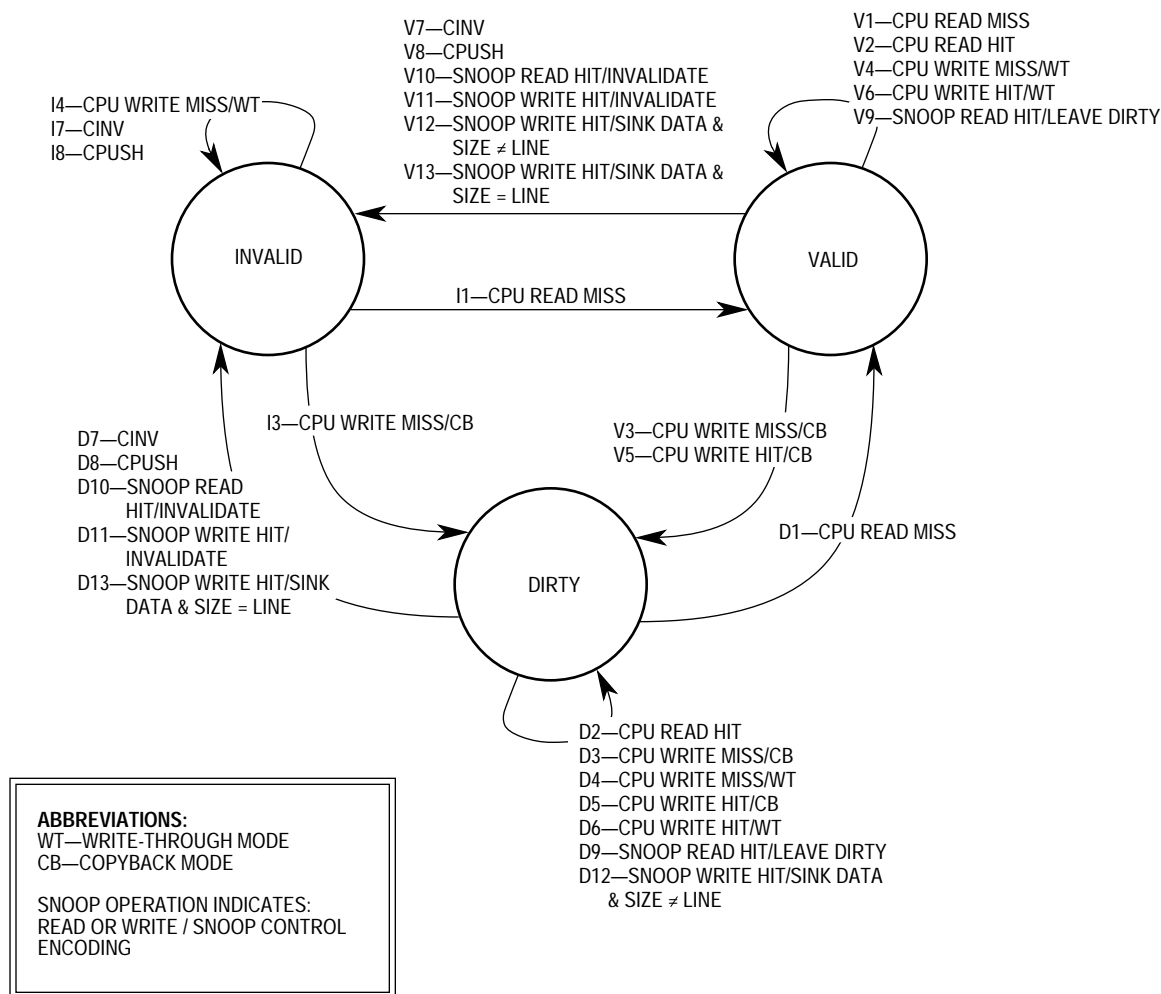 V7—CINV
V8—CPUSH
V10—SNOOP READ HIT/INVALIDATE
V11—SNOOP WRITE HIT/INVALIDATE
V12—SNOOP WRITE HIT/SINK DATA &
SIZE ≠ LINE
V13—SNOOP WRITE HIT/SINK DATA &
SIZE = LINE
V1—CPU READ MISS
V2—CPU READ HIT
V4—CPU WRITE MISS/WT
V6—CPU WRITE HIT/WT
V9—SNOOP READ HIT/LEAVE DIRTY
I4—CPU WRITE MISS/WT
I7—CINV
I8—CPUSH
INVALID
VALID
I1—CPU READ MISS
I3—CPU WRITE MISS/CB
V3—CPU WRITE MISS/CB
V5—CPU WRITE HIT/CB
D7—CINV
D8—CPUSH
D10—SNOOP READ
HIT/INVALIDATE
D11—SNOOP WRITE HIT/
INVALIDATE
D13—SNOOP WRITE HIT/SINK
DATA & SIZE = LINE
D1—CPU READ MISS
DIRTY
D2—CPU READ HIT
D3—CPU WRITE MISS/CB
D4—CPU WRITE MISS/WT
D5—CPU WRITE HIT/CB
D6—CPU WRITE HIT/WT
D9—SNOOP READ HIT/LEAVE DIRTY
D12—SNOOP WRITE HIT/SINK DATA
& SIZE ≠ LINE
ABBREVIATIONS:
WT—WRITE-THROUGH MODE
CB—COPYBACK MODE
SNOOP OPERATION INDICATES:
READ OR WRITE / SNOOP CONTROL
ENCODING